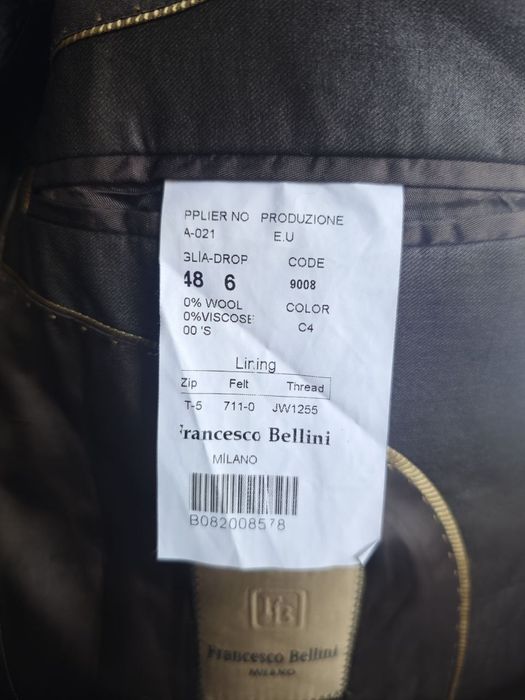 PPLIER NO PRODUZIONE
A-021 E.U
GLIA-DROP CODE
48 6 9008
0% WOOL COLOR
0%VISCOSE C4
00 'S
Lining
Zip Felt Thread
T-5 711-0 JW1255
Francesco Bellini
MILANO
B082008578
FB
Francesco Bellini
MILANO